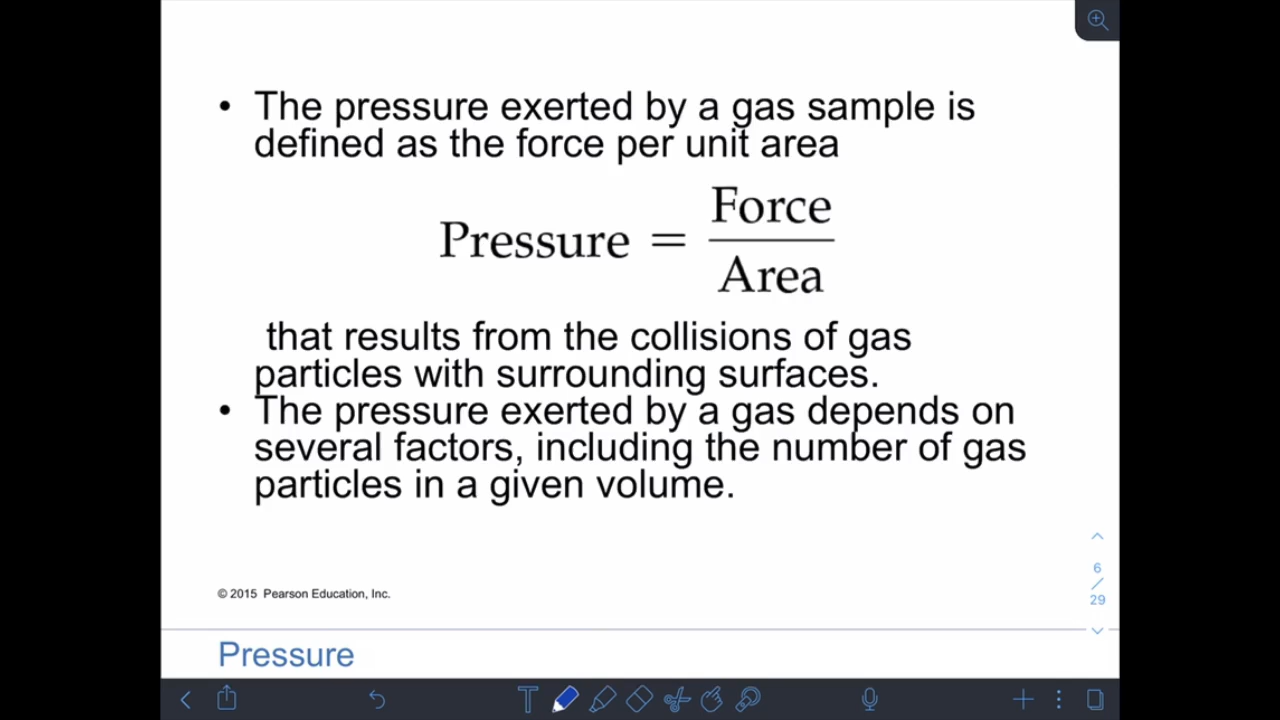 • The pressure exerted by a gas sample is
defined as the force per unit area
Pressure = Force / Area
that results from the collisions of gas
particles with surrounding surfaces.
• The pressure exerted by a gas depends on
several factors, including the number of gas
particles in a given volume.
6
/
29
© 2015 Pearson Education, Inc.
Pressure
T